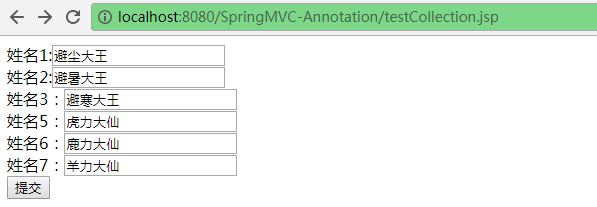 localhost:8080/SpringMVC-Annotation/testCollection.jsp
姓名1:避尘大王
姓名2:避暑大王
姓名3：避寒大王
姓名5：虎力大仙
姓名6：鹿力大仙
姓名7：羊力大仙
提交